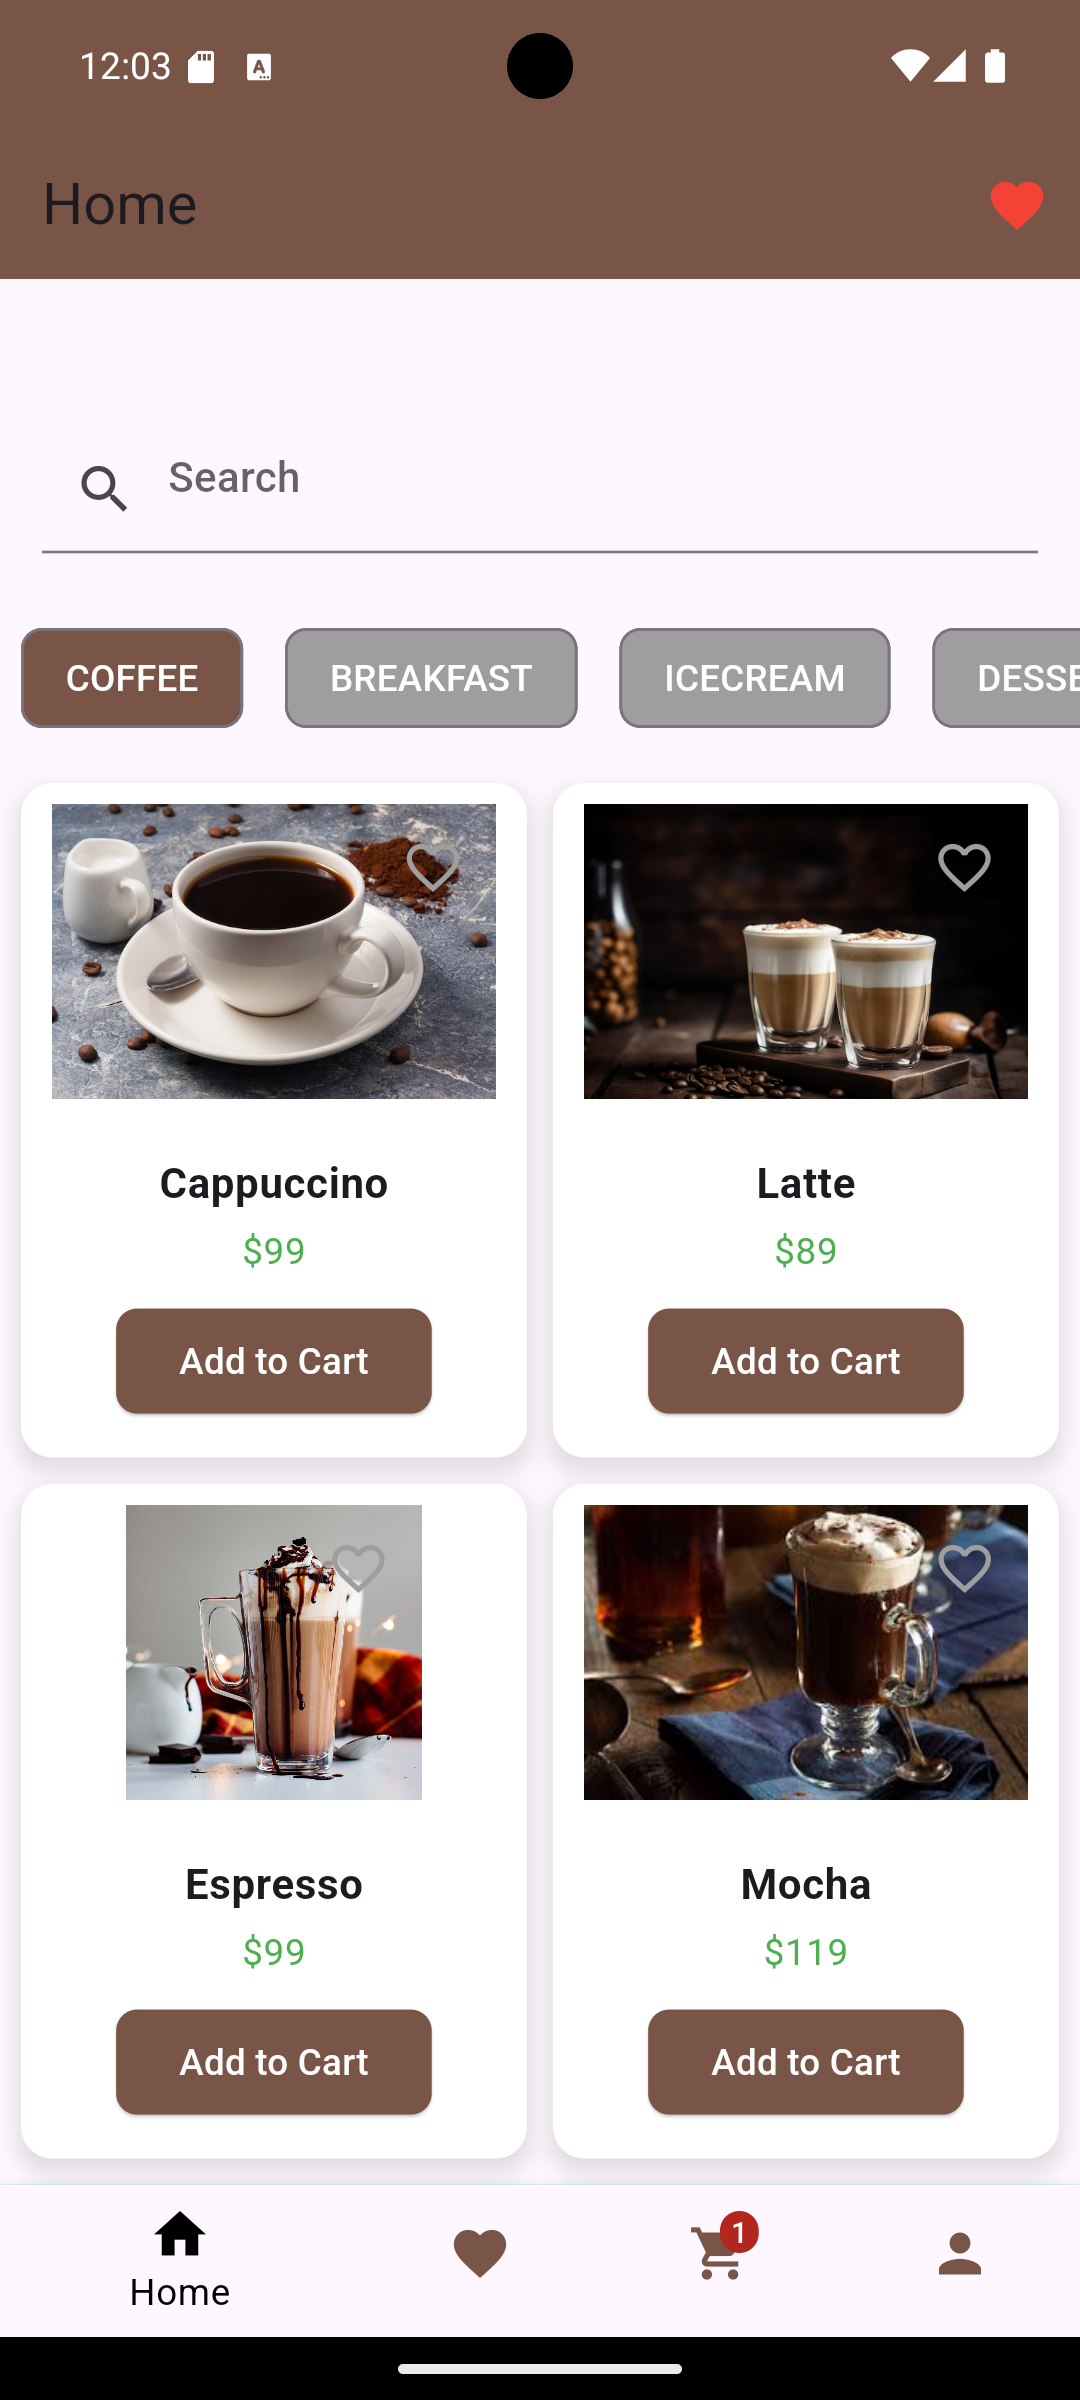 12:03
Home
Search
COFFEE
BREAKFAST
ICECREAM
DESSE
Cappuccino
$99
Add to Cart
Latte
$89
Add to Cart
Espresso
$99
Add to Cart
Mocha
$119
Add to Cart
1
Home